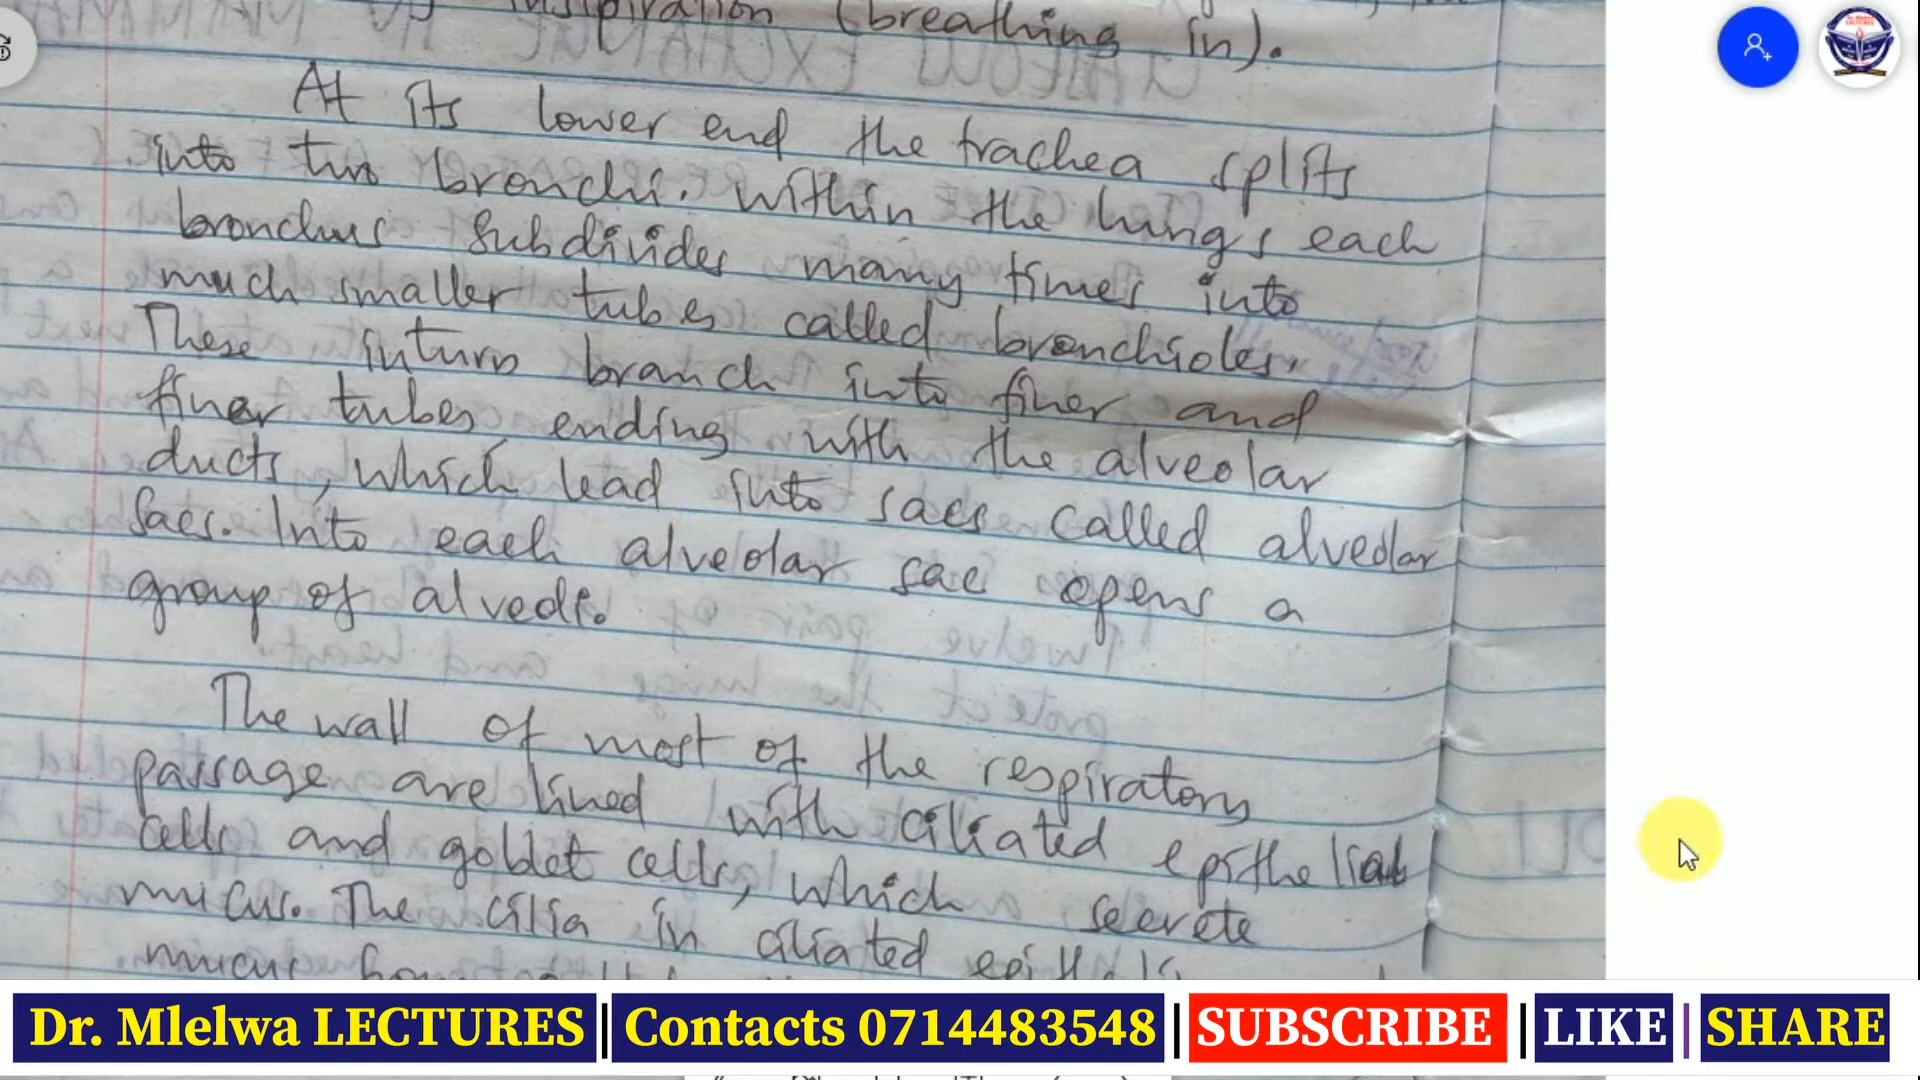 inspiration (breathing in).
At its lower end the trachea splits
into two bronchi. Within the lungs each
bronchus subdivides many times into
much smaller tubes called bronchioles.
These inturn branch into finer and
finer tubes ending with the alveolar
ducts, which lead into sacs called alveolar
sacs. Into each alveolar sac opens a
group of alveoli.
The wall of most of the respiratory
passage are lined with ciliated epithelial
cells and goblet cells, which secrete
mucus. The cilia in ciliated
mucus
Dr. Mlelwa LECTURES | Contacts 0714483548 | SUBSCRIBE | LIKE | SHARE